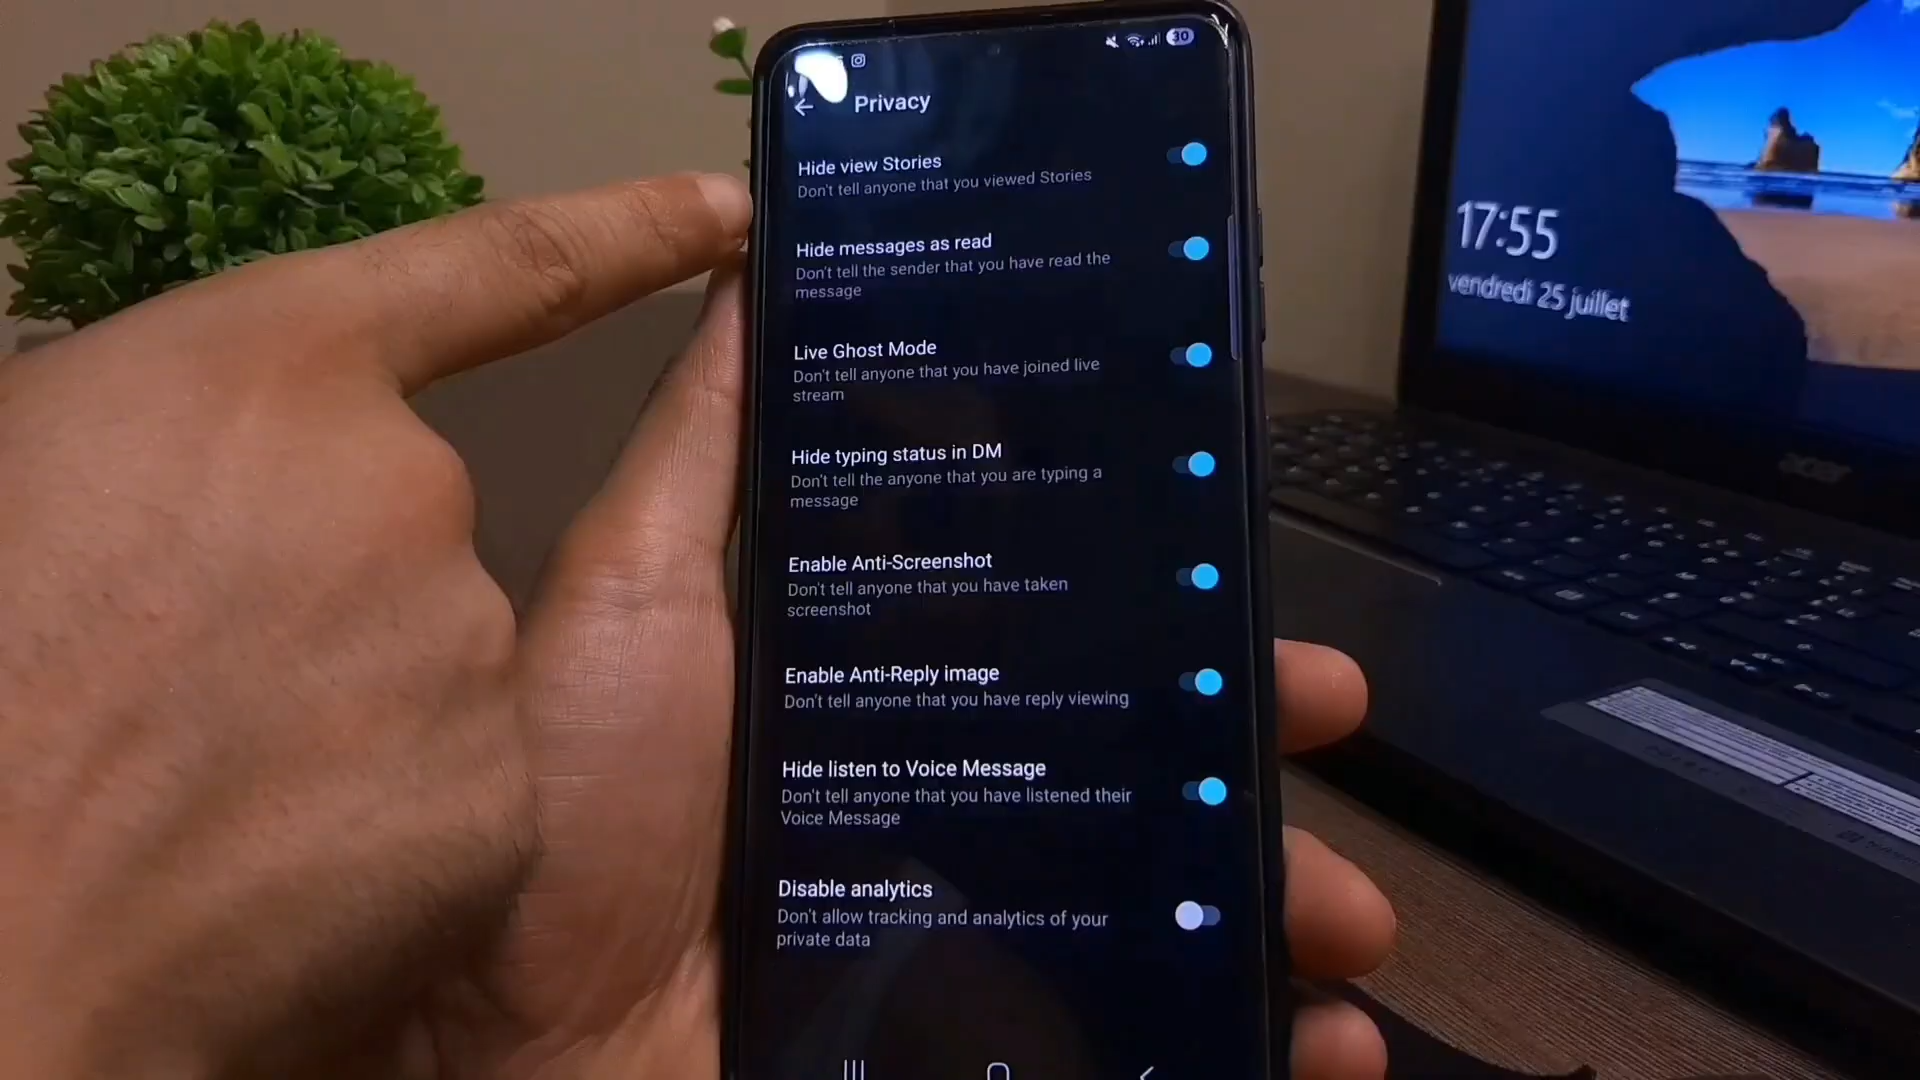 30
Privacy
Hide view Stories
Don't tell anyone that you viewed Stories
Hide messages as read
Don't tell the sender that you have read the
message
Live Ghost Mode
Don't tell anyone that you have joined live
stream
Hide typing status in DM
Don't tell the anyone that you are typing a
message
Enable Anti-Screenshot
Don't tell anyone that you have taken
screenshot
Enable Anti-Reply image
Don't tell anyone that you have reply viewing
Hide listen to Voice Message
Don't tell anyone that you have listened their
Voice Message
Disable analytics
Don't allow tracking and analytics of your
private data
17:55
vendredi 25 juillet
acer